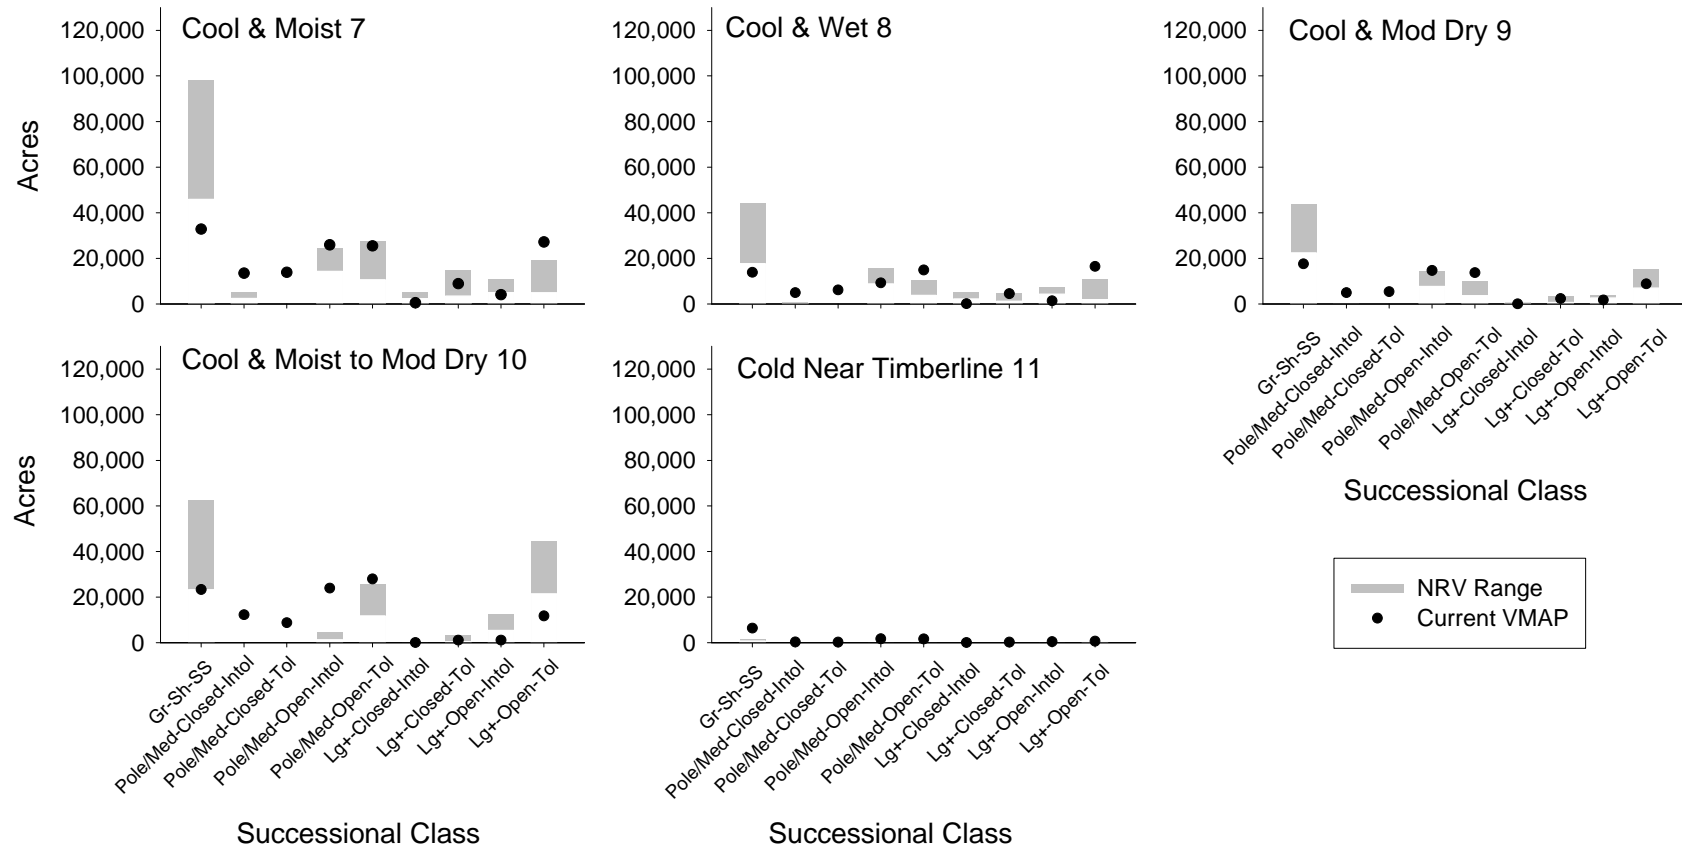 Cool & Moist 7
Acres
120,000
100,000
80,000
60,000
40,000
20,000
0
Cool & Wet 8
120,000
100,000
80,000
60,000
40,000
20,000
0
Cool & Mod Dry 9
120,000
100,000
80,000
60,000
40,000
20,000
0
Gr-Sh-SS
Pole/Med-Closed-Intol
Pole/Med-Closed-Tol
Pole/Med-Open-Intol
Pole/Med-Open-Tol
Lg+-Closed-Intol
Lg+-Closed-Tol
Lg+-Open-Intol
Lg+-Open-Tol
Successional Class
Cool & Moist to Mod Dry 10
Acres
120,000
100,000
80,000
60,000
40,000
20,000
0
Gr-Sh-SS
Pole/Med-Closed-Intol
Pole/Med-Closed-Tol
Pole/Med-Open-Intol
Pole/Med-Open-Tol
Lg+-Closed-Intol
Lg+-Closed-Tol
Lg+-Open-Intol
Lg+-Open-Tol
Successional Class
Cold Near Timberline 11
120,000
100,000
80,000
60,000
40,000
20,000
0
Gr-Sh-SS
Pole/Med-Closed-Intol
Pole/Med-Closed-Tol
Pole/Med-Open-Intol
Pole/Med-Open-Tol
Lg+-Closed-Intol
Lg+-Closed-Tol
Lg+-Open-Intol
Lg+-Open-Tol
Successional Class
NRV Range
Current VMAP